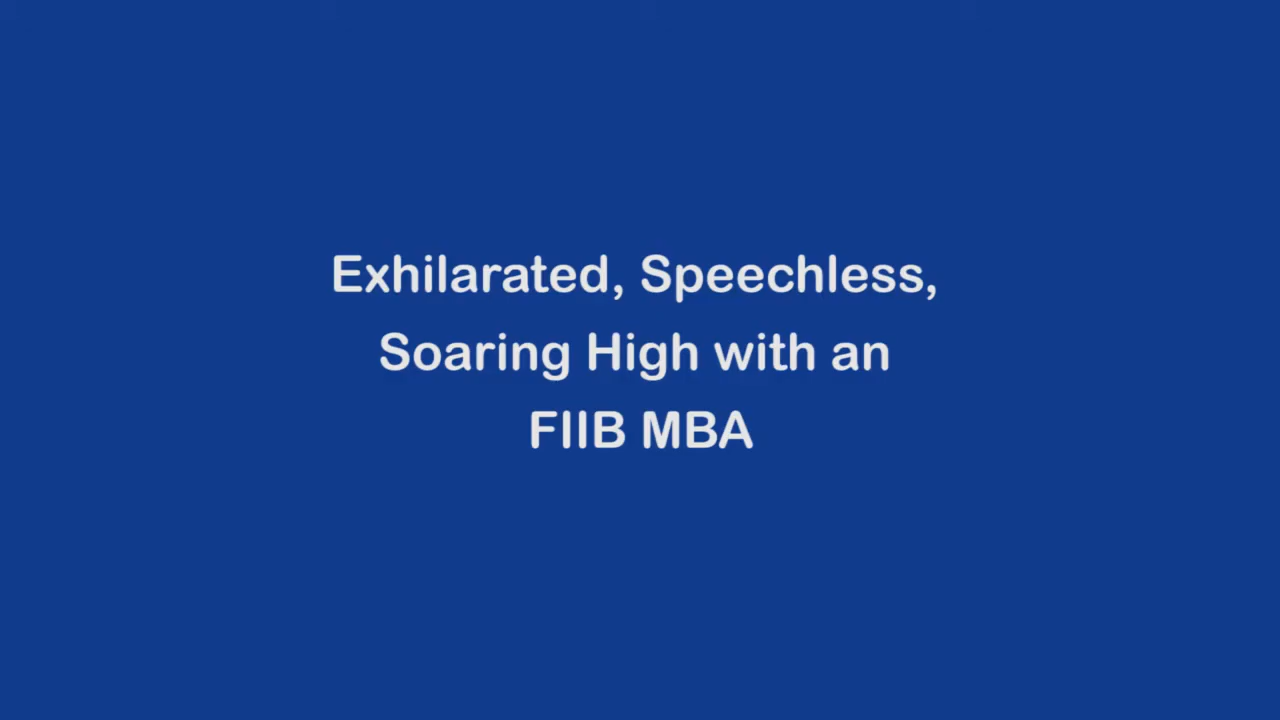 Exhilarated, Speechless,
Soaring High with an
FIIB MBA